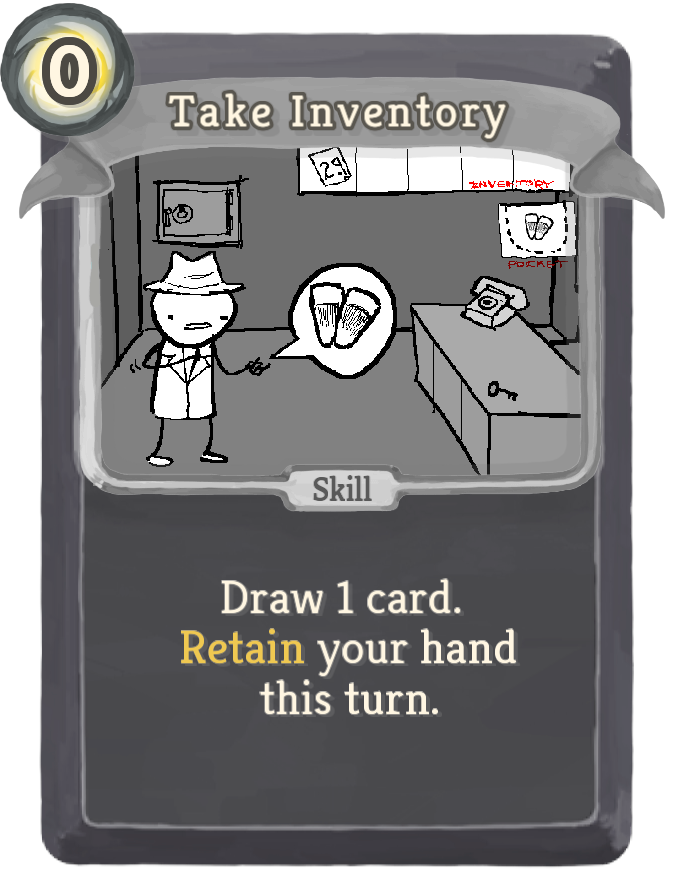 0
Take Inventory
29
INVENTORY
POCKET
Skill
Draw 1 card.
Retain your hand
this turn.